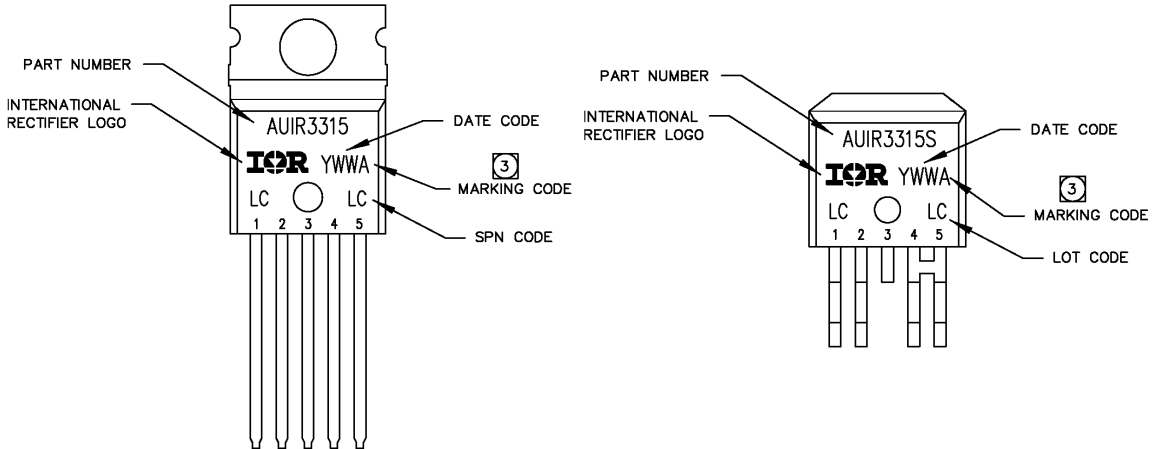 PART NUMBER
INTERNATIONAL
RECTIFIER LOGO
AUIR3315
DATE CODE
IOR YWWA
3
MARKING CODE
LC LC
1 2 3 4 5
SPN CODE
PART NUMBER
INTERNATIONAL
RECTIFIER LOGO
AUIR3315S
DATE CODE
IOR YWWA
3
MARKING CODE
LC LC
1 2 3 4 5
LOT CODE